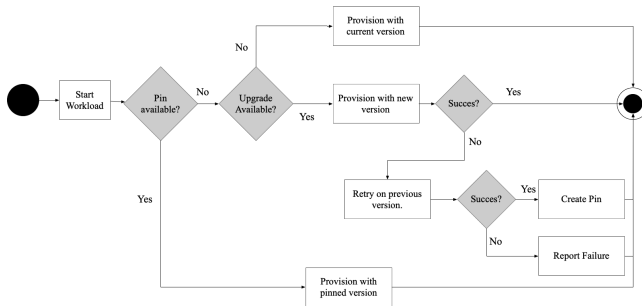 Provision with
current version
No
Start
Workload
Pin
available?
No
Upgrade
Available?
Yes
Provision with new
version
Succes?
Yes
No
Yes
Retry on previous
version.
Succes?
Yes
Create Pin
No
Report Failure
Provision with
pinned version